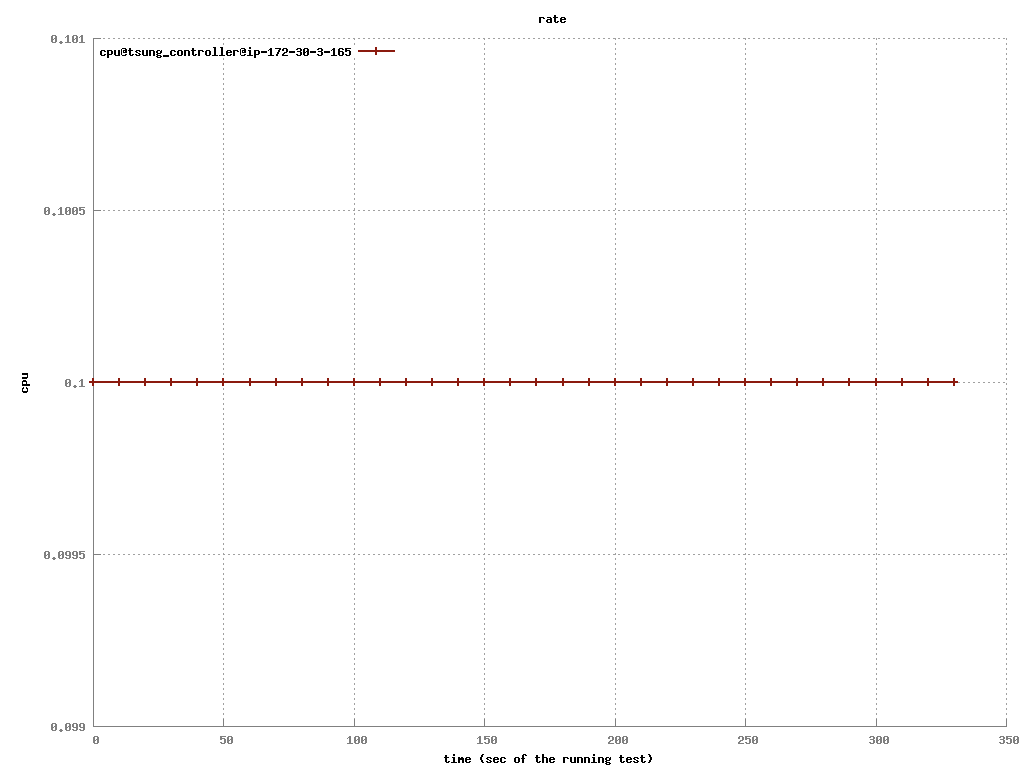 rate
0.101
cpu@tsung_controller@ip-172-30-3-165
0.1005
cpu
0.1
0.0995
0.099
0 50 100 150 200 250 300 350
time (sec of the running test)